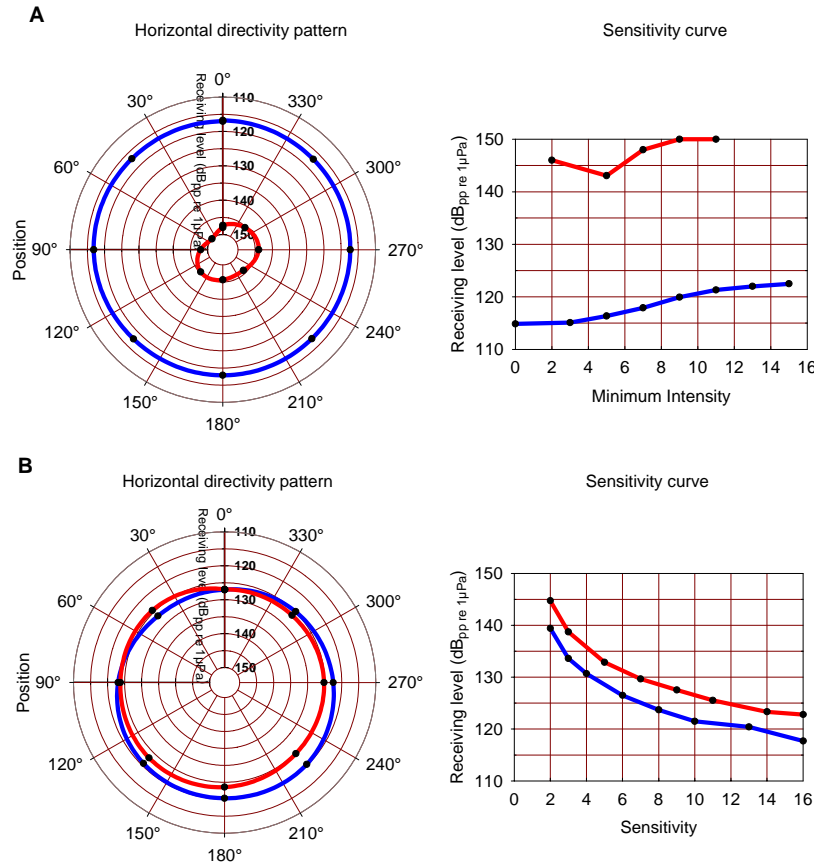 A
Horizontal directivity pattern
Sensitivity curve
0°
30°
330°
60°
300°
90°
270°
120°
240°
150°
210°
180°
Position
Receiving level (dBpp re 1µPa)
110
120
130
140
150
Receiving level (dBpp re 1µPa)
150
140
130
120
110
0 2 4 6 8 10 12 14 16
Minimum Intensity
B
Horizontal directivity pattern
Sensitivity curve
0°
30°
330°
60°
300°
90°
270°
120°
240°
150°
210°
180°
Position
Receiving level (dBpp re 1µPa)
110
120
130
140
150
Receiving level (dBpp re 1µPa)
150
140
130
120
110
0 2 4 6 8 10 12 14 16
Sensitivity